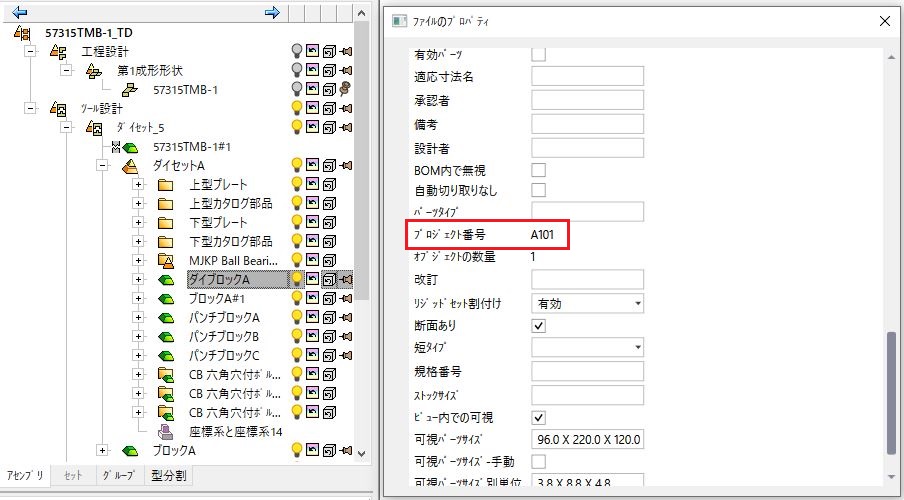 57315TMB-1_TD
工程設計
第1成形形状
57315TMB-1
ツール設計
ダイセット_5
57315TMB-1#1
ダイセットA
上型プレート
上型カタログ部品
下型プレート
下型カタログ部品
MJKP Ball Beari...
ダイブロックA
ブロックA#1
パンチブロックA
パンチブロックB
パンチブロックC
CB 六角穴付ボル...
CB 六角穴付ボル...
CB 六角穴付ボル...
座標系と座標系14
ブロックA
アセンブリ セット グループ 型分割
ファイルのプロパティ
有効パーツ
適応寸法名
承認者
備考
設計者
BOM内で無視
自動切り取りなし
パーツタイプ
プロジェクト番号 A101
オブジェクトの数量 1
改訂
リジッドセット割付け 有効
断面あり
短タイプ
規格番号
ストックサイズ
ビュー内での可視
可視パーツサイズ 96.0 X 220.0 X 120.0
可視パーツサイズ-手動
可視パーツサイズ別単位 3.8 X 8.8 X 4.8